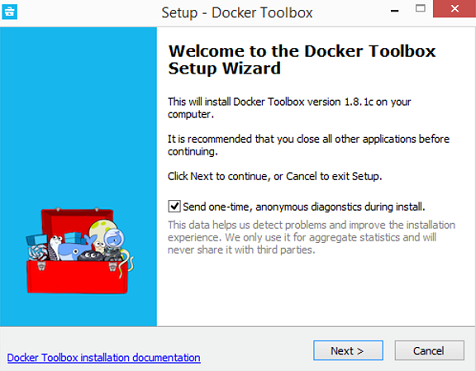 Setup - Docker Toolbox
Welcome to the Docker Toolbox
Setup Wizard
This will install Docker Toolbox version 1.8.1c on your
computer.
It is recommended that you close all other applications before
continuing.
Click Next to continue, or Cancel to exit Setup.
Send one-time, anonymous diagonstics during install.
This data helps us detect problems and improve the installation
experience. We only use it for aggregate statistics and will
never share it with third parties.
Docker Toolbox installation documentation
Next >
Cancel